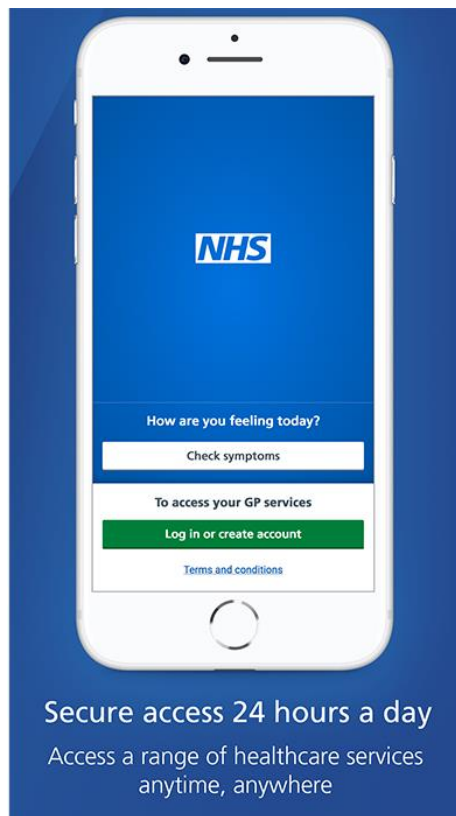 NHS
How are you feeling today?
Check symptoms
To access your GP services
Log in or create account
Terms and conditions
Secure access 24 hours a day
Access a range of healthcare services
anytime, anywhere